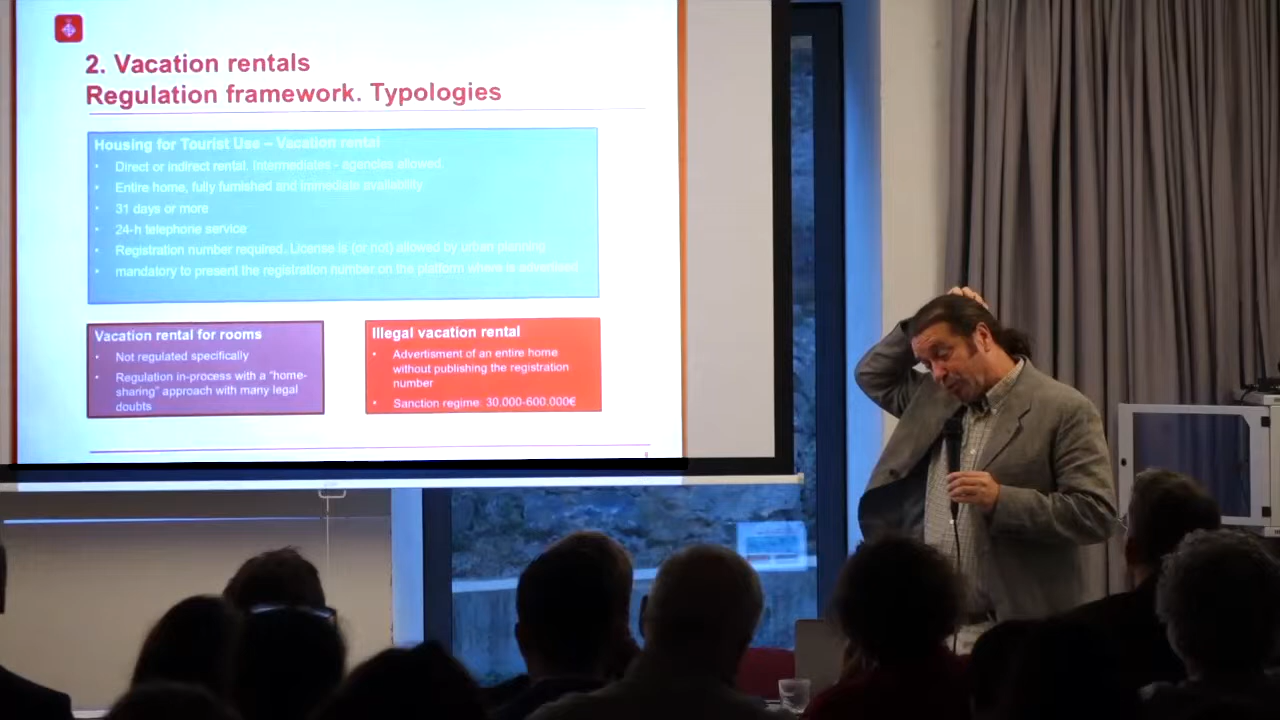 2. Vacation rentals
Regulation framework. Typologies
Housing for Tourist Use – Vacation rental
• Direct or indirect rental. Intermediates - agencies allowed.
• Entire home, fully furnished and immediate availability
• 31 days or more
• 24-h telephone service
• Registration number required. License is (or not) allowed by urban planning
• mandatory to present the registration number on the platform where is advertised
Vacation rental for rooms
• Not regulated specifically
• Regulation in-process with a "home-
sharing" approach with many legal
doubts
Illegal vacation rental
• Advertisment of an entire home
without publishing the registration
number
• Sanction regime: 30.000-600.000€